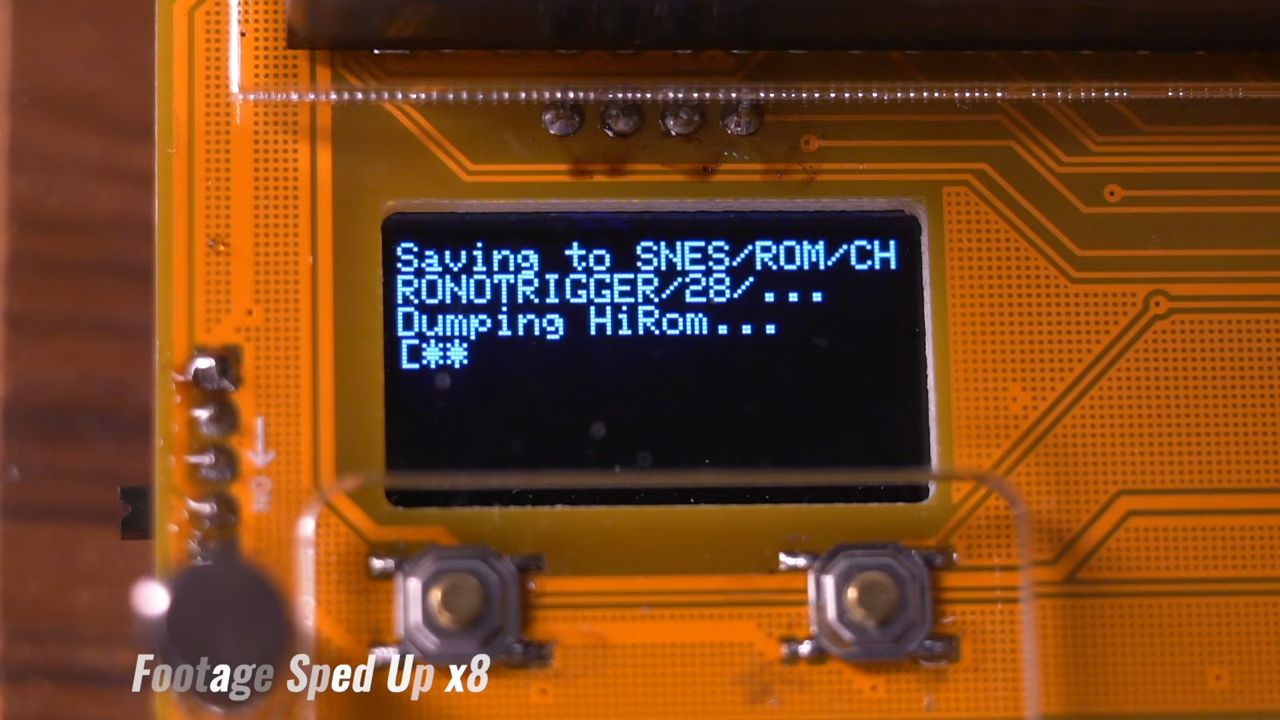 Saving to SNES/ROM/CH
RONOTRIGGER/28/...
Dumping HiRom...
[**
Footage Sped Up x8